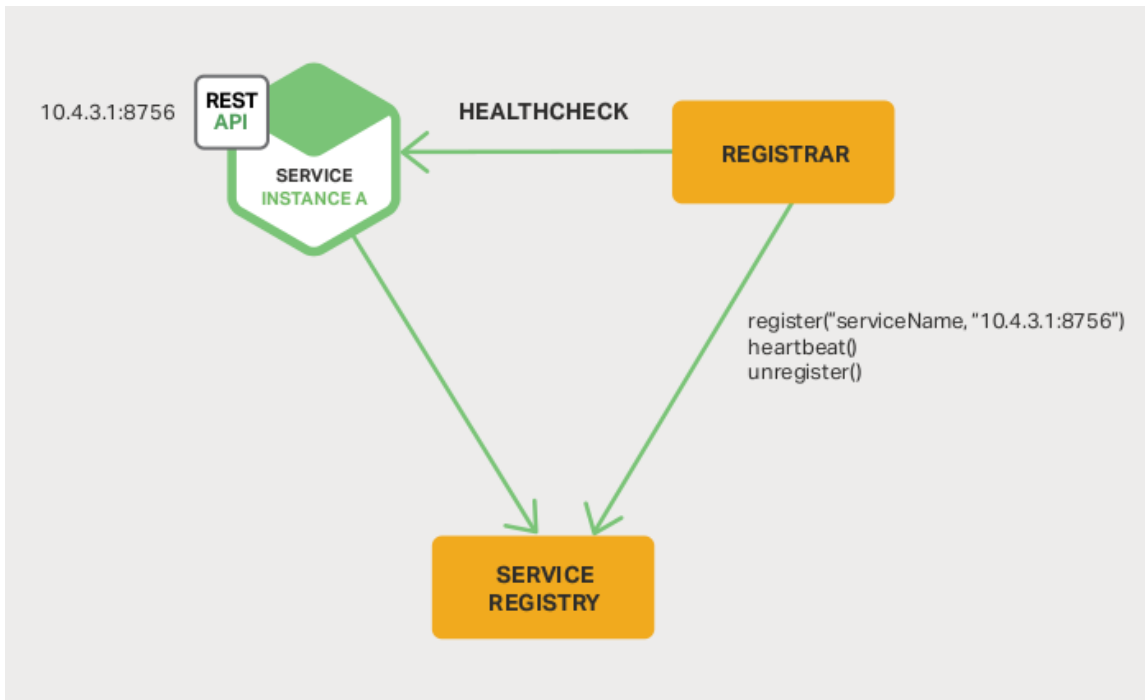 10.4.3.1:8756
REST
API
SERVICE
INSTANCE A
HEALTHCHECK
REGISTRAR
register("serviceName, "10.4.3.1:8756")
heartbeat()
unregister()
SERVICE
REGISTRY